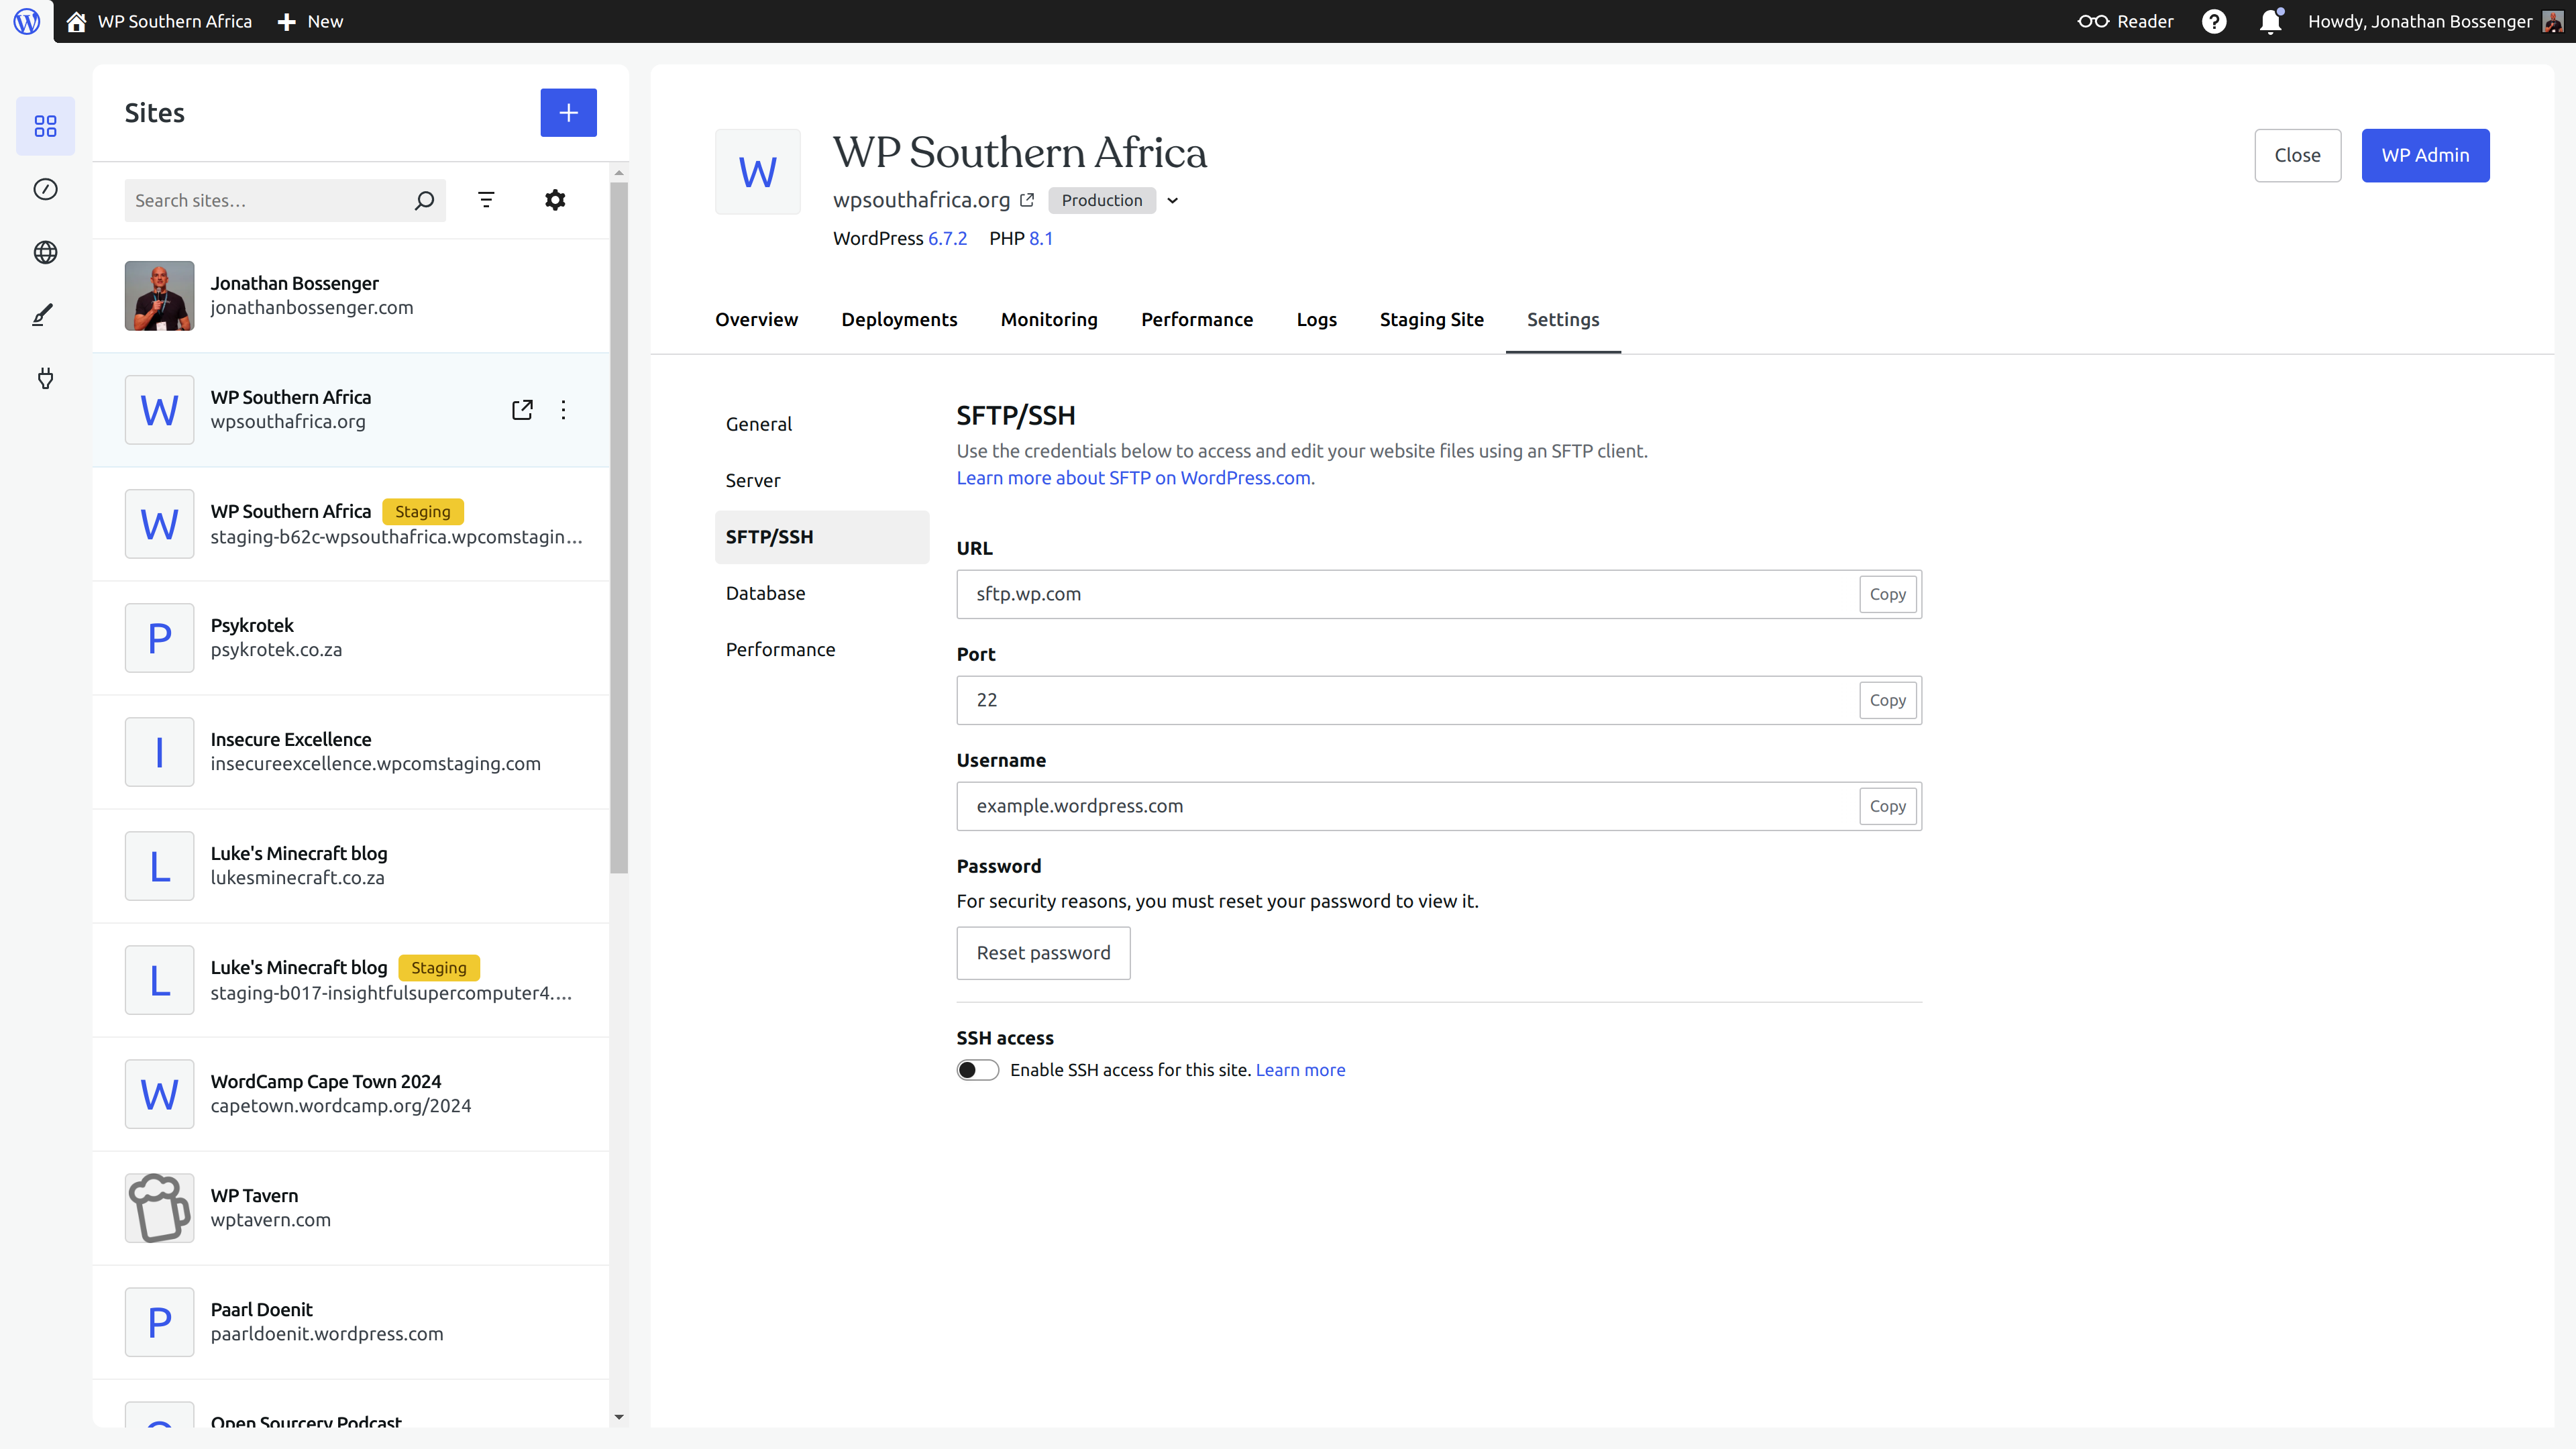 WP Southern Africa
New
Reader
Howdy, Jonathan Bossenger
Sites
Search sites...
Jonathan Bossenger
jonathanbossenger.com
WP Southern Africa
wpsouthafrica.org
WP Southern Africa Staging
staging-b62c-wpsouthafrica.wpcomstagin...
Psykrotek
psykrotek.co.za
Insecure Excellence
insecureexcellence.wpcomstaging.com
Luke's Minecraft blog
lukesminecraft.co.za
Luke's Minecraft blog Staging
staging-b017-insightfulsupercomputer4....
WordCamp Cape Town 2024
capetown.wordcamp.org/2024
WP Tavern
wptavern.com
Paarl Doenit
paarldoenit.wordpress.com
Open Sourcery Podcast
W
W
W
P
I
L
L
W
P
WP Southern Africa
wpsouthafrica.org Production
WordPress 6.7.2 PHP 8.1
Close
WP Admin
Overview
Deployments
Monitoring
Performance
Logs
Staging Site
Settings
General
Server
SFTP/SSH
Database
Performance
SFTP/SSH
Use the credentials below to access and edit your website files using an SFTP client.
Learn more about SFTP on WordPress.com.
URL
sftp.wp.com Copy
Port
22 Copy
Username
example.wordpress.com Copy
Password
For security reasons, you must reset your password to view it.
Reset password
SSH access
Enable SSH access for this site. Learn more